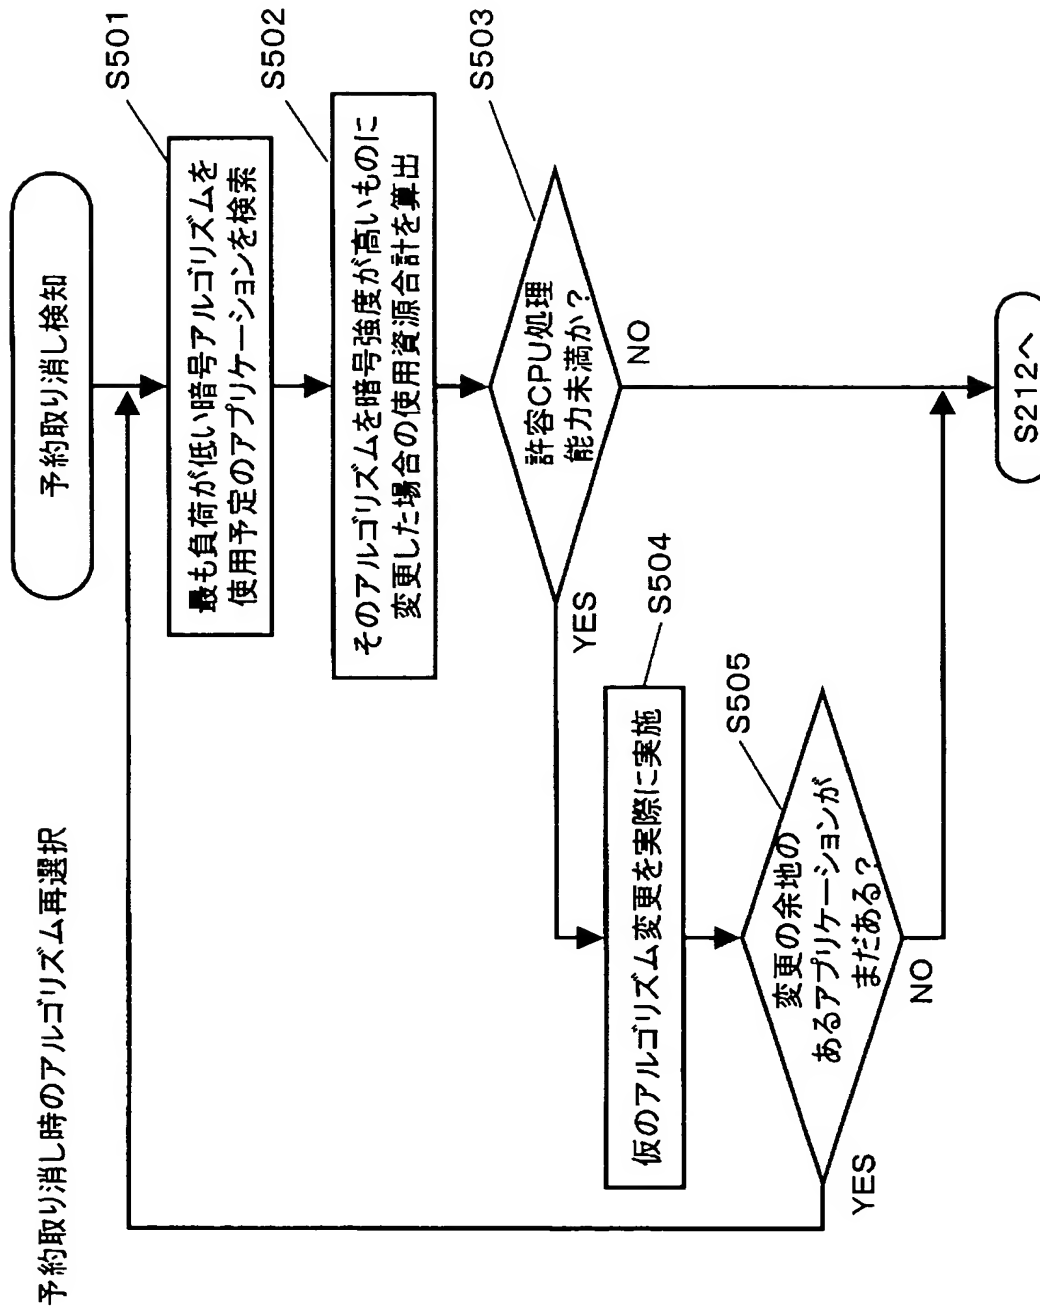 予約取り消し時のアルゴリズム再選択
予約取り消し検知
S501
最も負荷が低い暗号アルゴリズムを
使用予定のアプリケーションを検索
S502
そのアルゴリズムを暗号強度が高いものに
変更した場合の使用資源合計を算出
S503
許容CPU処理
能力未満か?
YES
NO
S504
仮のアルゴリズム変更を実際に実施
S505
変更の余地の
あるアプリケーションが
まだある?
YES
NO
S212へ